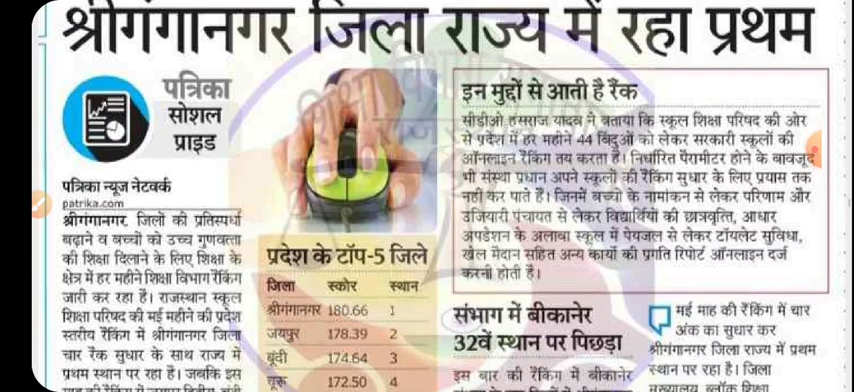 श्रीगंगानगर जिला राज्य में रहा प्रथम
पत्रिका
सोशल
प्राइड
पत्रिका न्यूज नेटवर्क
patrika.com
श्रीगंगानगर. जिलों की प्रतिस्पर्धा
बढ़ाने व बच्चों को उच्च गुणवत्ता
की शिक्षा दिलाने के लिए शिक्षा के
क्षेत्र में हर महीने शिक्षा विभाग रैंकिंग
जारी कर रहा है। राजस्थान स्कूल
शिक्षा परिषद की मई महीने की प्रदेश
स्तरीय रैंकिंग में श्रीगंगानगर जिला
चार रैंक सुधार के साथ राज्य में
प्रथम स्थान पर रहा है। जबकि इस
प्रदेश के टॉप-5 जिले
जिला स्कोर स्थान
श्रीगंगानगर 180.66 1
जयपुर 178.39 2
बूंदी 174.64 3
चूरू 172.50 4
इन मुद्दों से आती है रैंक
सीडीओ हंसराज यादव ने बताया कि स्कूल शिक्षा परिषद की ओर
से प्रदेश में हर महीने 44 बिंदुओं को लेकर सरकारी स्कूलों की
ऑनलाइन रैंकिंग तय करता है। निर्धारित पैरामीटर होने के बावजूद
भी संस्था प्रधान अपने स्कूलों की रैंकिंग सुधार के लिए प्रयास तक
नहीं कर पाते हैं। जिनमें बच्चों के नामांकन से लेकर परिणाम और
उजियारी पंचायत से लेकर विद्यार्थियों की छात्रवृत्ति, आधार
अपडेशन के अलावा स्कूल में पेयजल से लेकर टॉयलेट सुविधा,
खेल मैदान सहित अन्य कार्यों की प्रगति रिपोर्ट ऑनलाइन दर्ज
करनी होती है।
संभाग में बीकानेर
32वें स्थान पर पिछड़ा
इस बार की रैंकिंग में बीकानेर
मई माह की रैंकिंग में चार
अंक का सुधार कर
श्रीगंगानगर जिला राज्य में प्रथम
स्थान पर रहा है। जिला